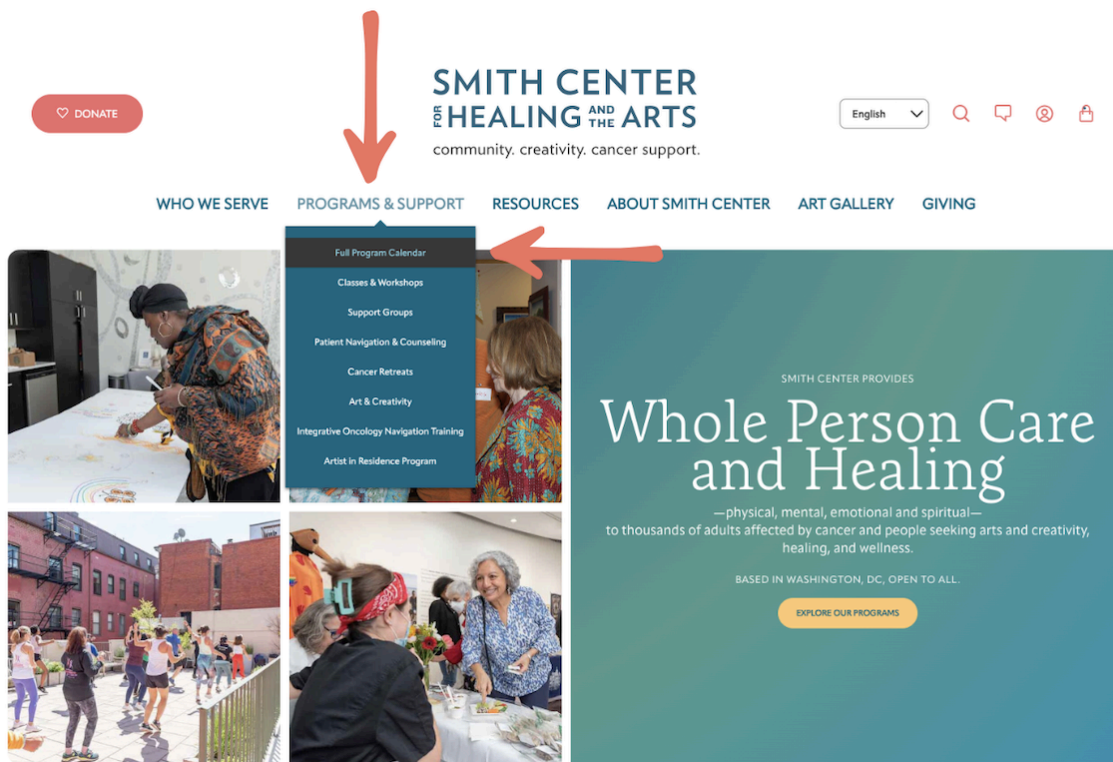 DONATE
SMITH CENTER
FOR HEALING AND THE ARTS
community. creativity. cancer support.
English
WHO WE SERVE PROGRAMS & SUPPORT RESOURCES ABOUT SMITH CENTER ART GALLERY GIVING
Full Program Calendar
Classes & Workshops
Support Groups
Patient Navigation & Counseling
Cancer Retreats
Art & Creativity
Integrative Oncology Navigation Training
Artist in Residence Program
SMITH CENTER PROVIDES
Whole Person Care
and Healing
—physical, mental, emotional and spiritual—
to thousands of adults affected by cancer and people seeking arts and creativity,
healing, and wellness.
BASED IN WASHINGTON, DC, OPEN TO ALL.
EXPLORE OUR PROGRAMS